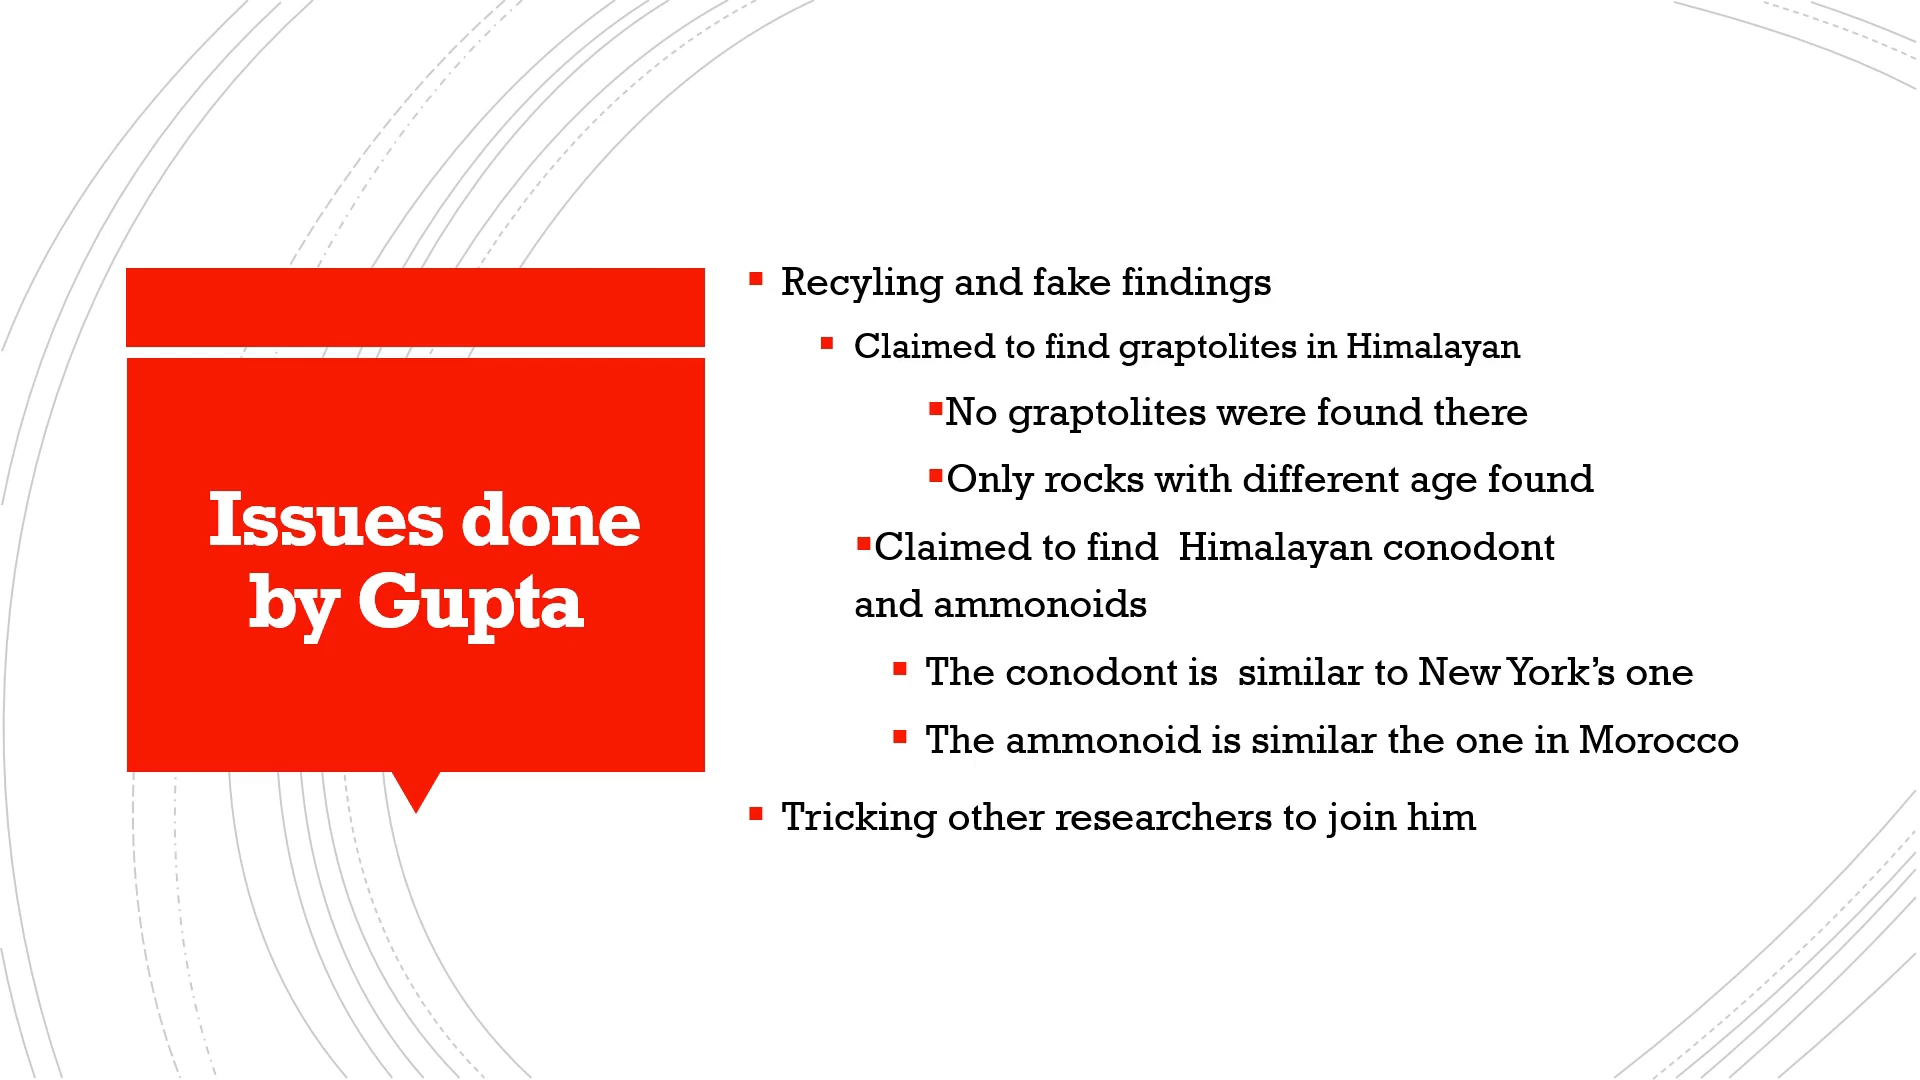 Issues done
by Gupta
Recyling and fake findings
Claimed to find graptolites in Himalayan
No graptolites were found there
Only rocks with different age found
Claimed to find Himalayan conodont
and ammonoids
The conodont is similar to New York’s one
The ammonoid is similar the one in Morocco
Tricking other researchers to join him